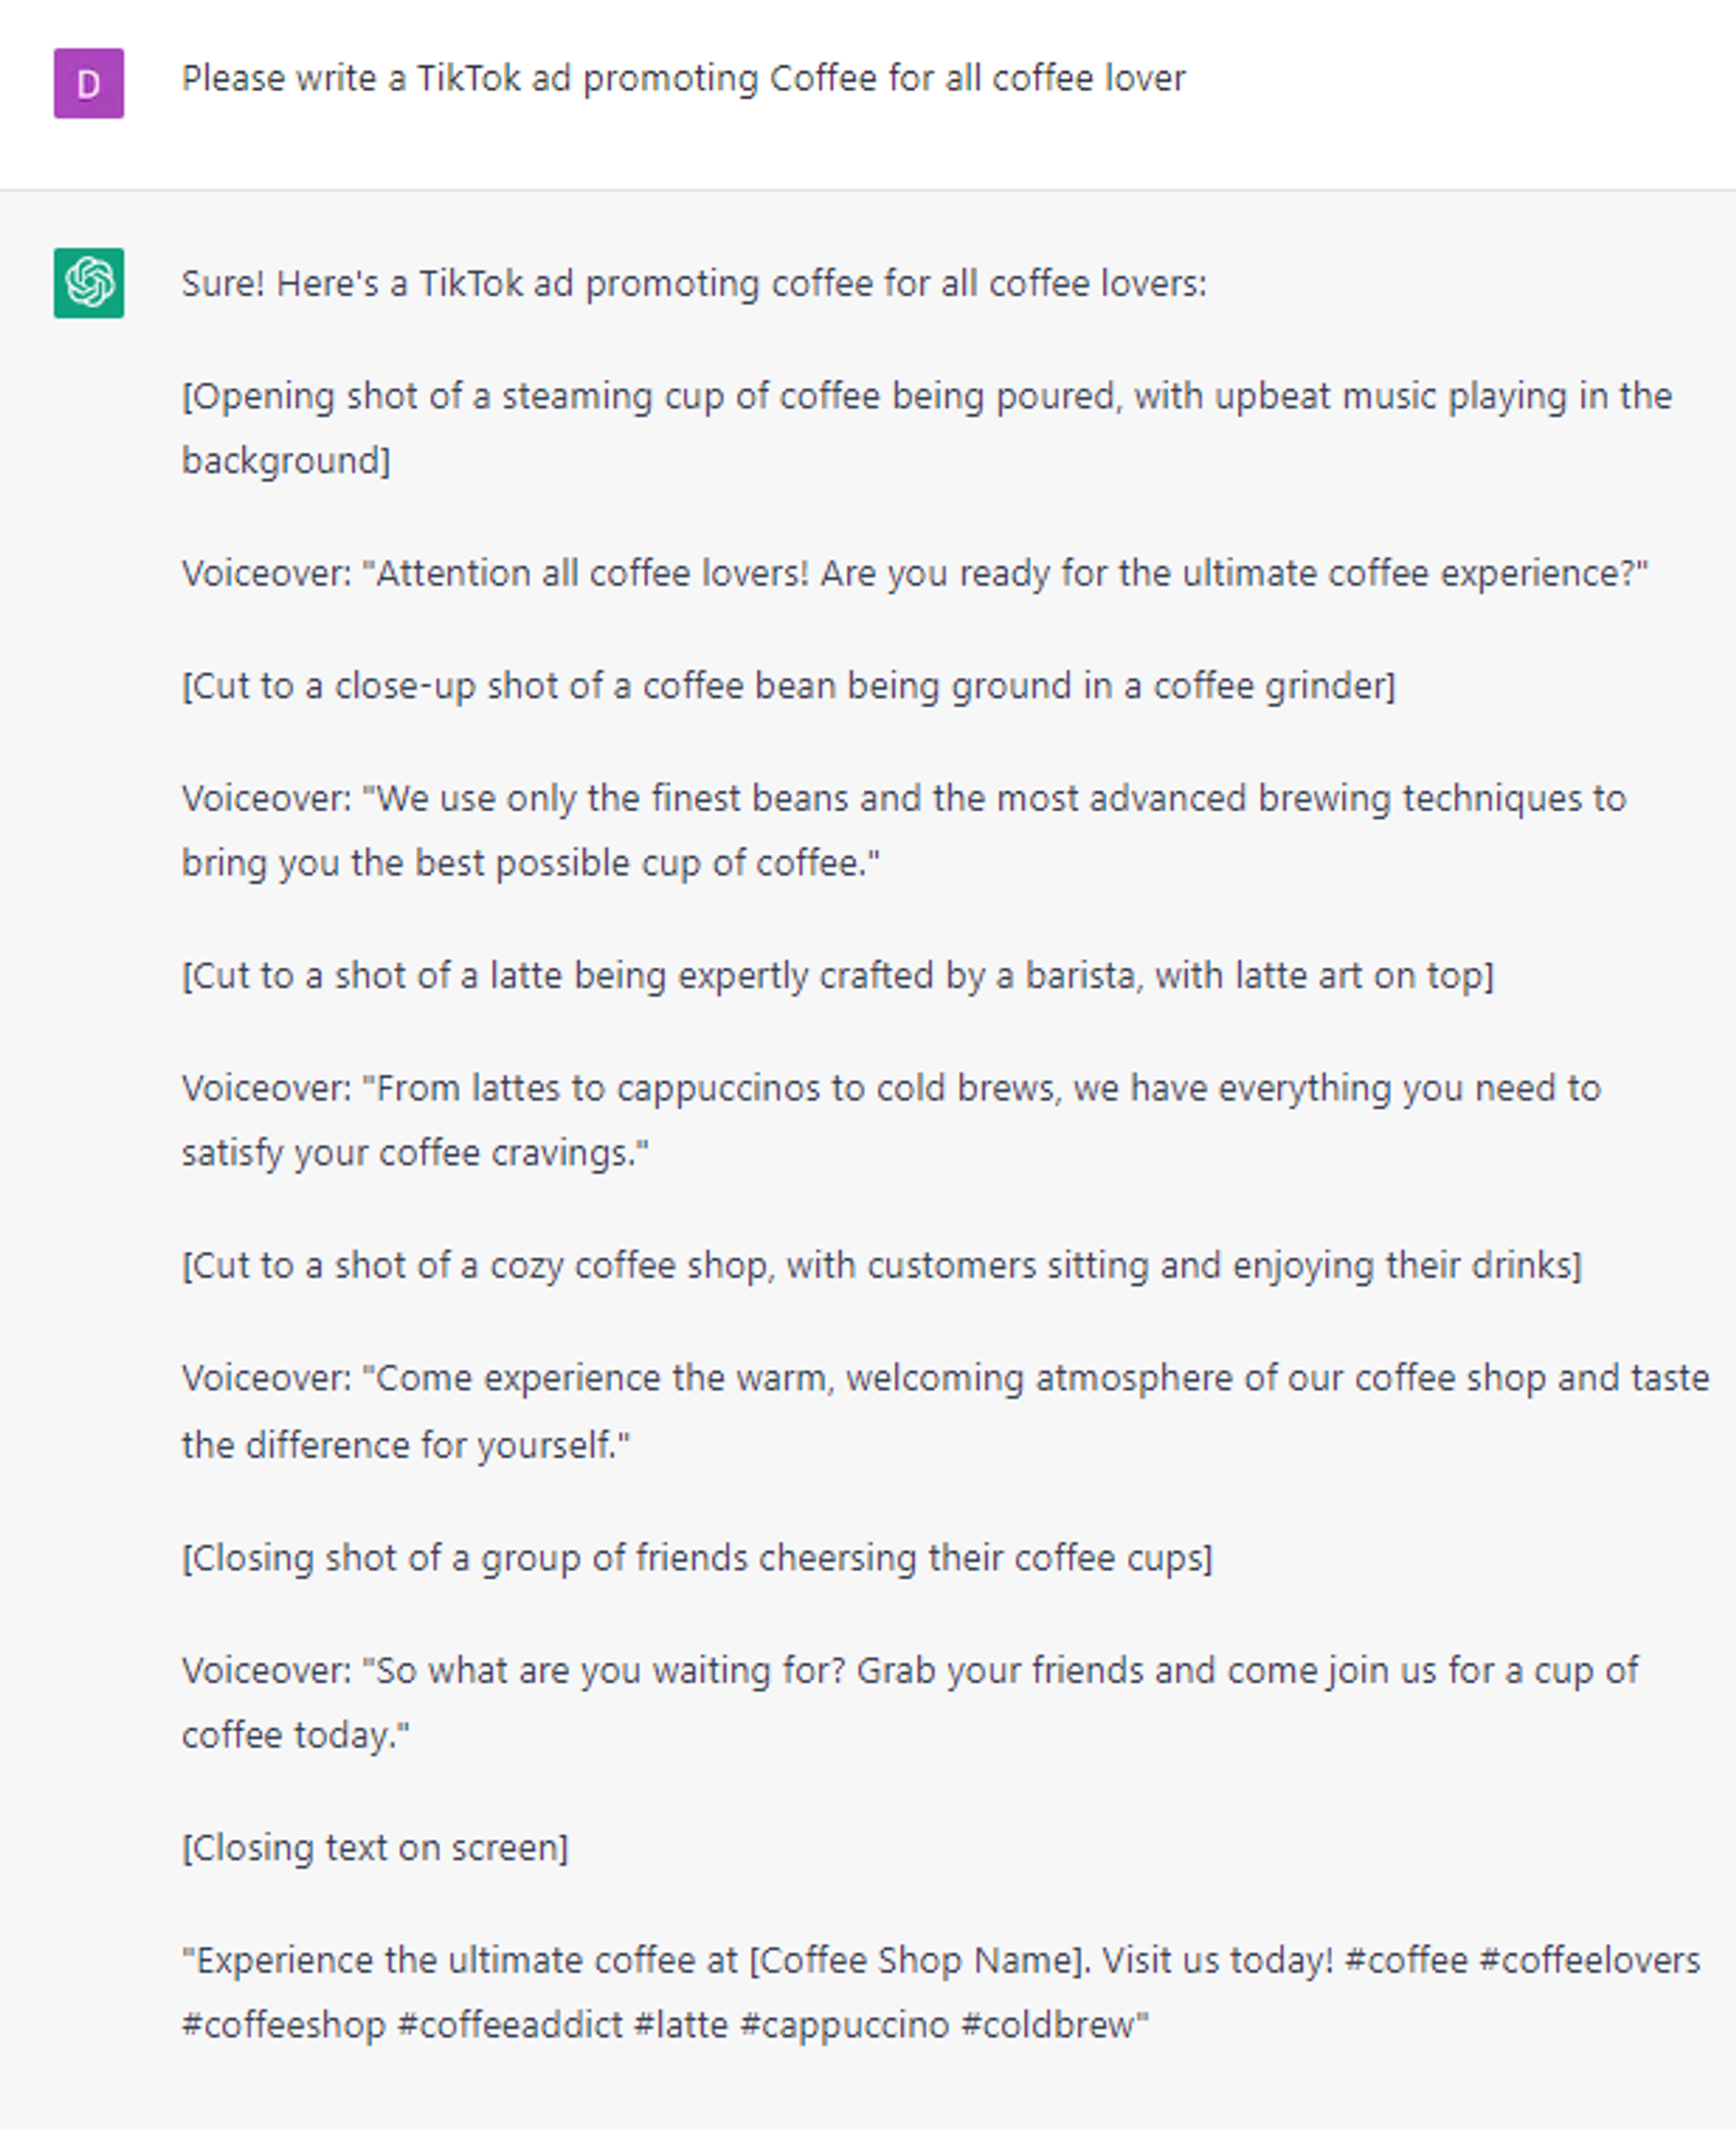 D
Please write a TikTok ad promoting Coffee for all coffee lover
Sure! Here's a TikTok ad promoting coffee for all coffee lovers:
[Opening shot of a steaming cup of coffee being poured, with upbeat music playing in the
background]
Voiceover: "Attention all coffee lovers! Are you ready for the ultimate coffee experience?"
[Cut to a close-up shot of a coffee bean being ground in a coffee grinder]
Voiceover: "We use only the finest beans and the most advanced brewing techniques to
bring you the best possible cup of coffee."
[Cut to a shot of a latte being expertly crafted by a barista, with latte art on top]
Voiceover: "From lattes to cappuccinos to cold brews, we have everything you need to
satisfy your coffee cravings."
[Cut to a shot of a cozy coffee shop, with customers sitting and enjoying their drinks]
Voiceover: "Come experience the warm, welcoming atmosphere of our coffee shop and taste
the difference for yourself."
[Closing shot of a group of friends cheersing their coffee cups]
Voiceover: "So what are you waiting for? Grab your friends and come join us for a cup of
coffee today."
[Closing text on screen]
"Experience the ultimate coffee at [Coffee Shop Name]. Visit us today! #coffee #coffeelovers
#coffeeshop #coffeeaddict #latte #cappuccino #coldbrew"